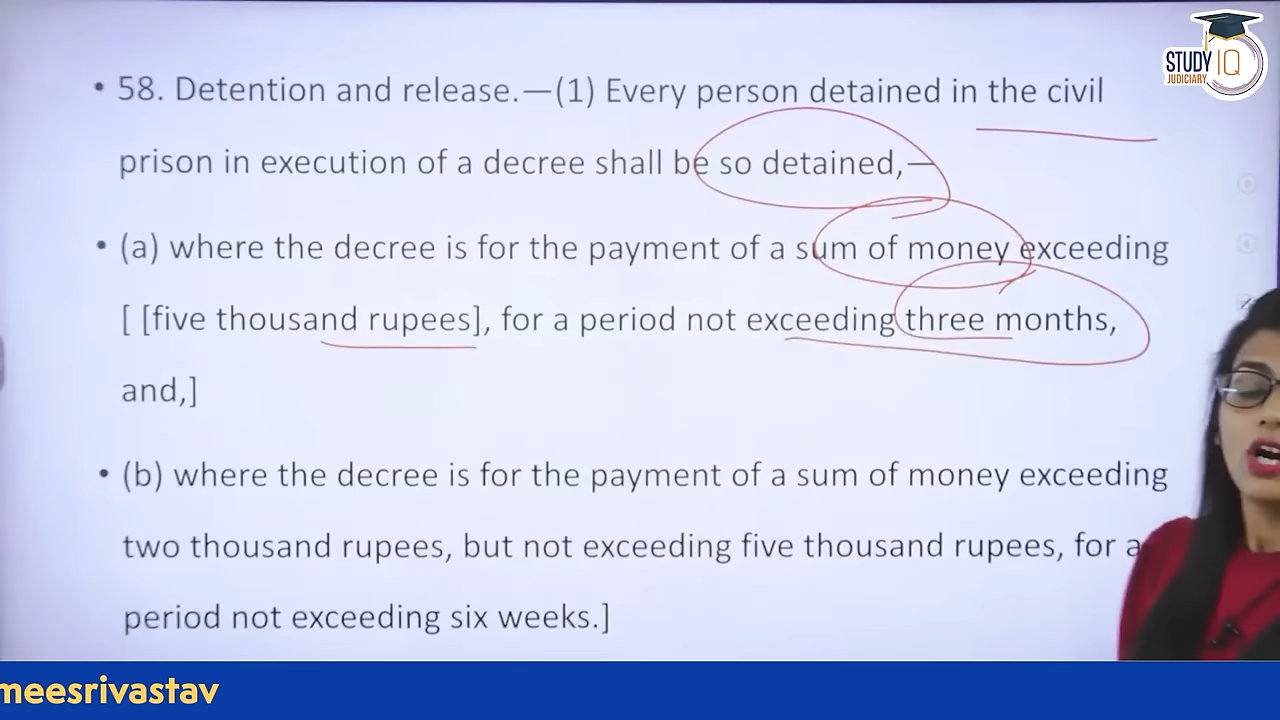 STUDY IQ
JUDICIARY
• 58. Detention and release.—(1) Every person detained in the civil
prison in execution of a decree shall be so detained,—
• (a) where the decree is for the payment of a sum of money exceeding
[ [five thousand rupees], for a period not exceeding three months,
and,]
• (b) where the decree is for the payment of a sum of money exceeding
two thousand rupees, but not exceeding five thousand rupees, for a
period not exceeding six weeks.]
meesrivastav